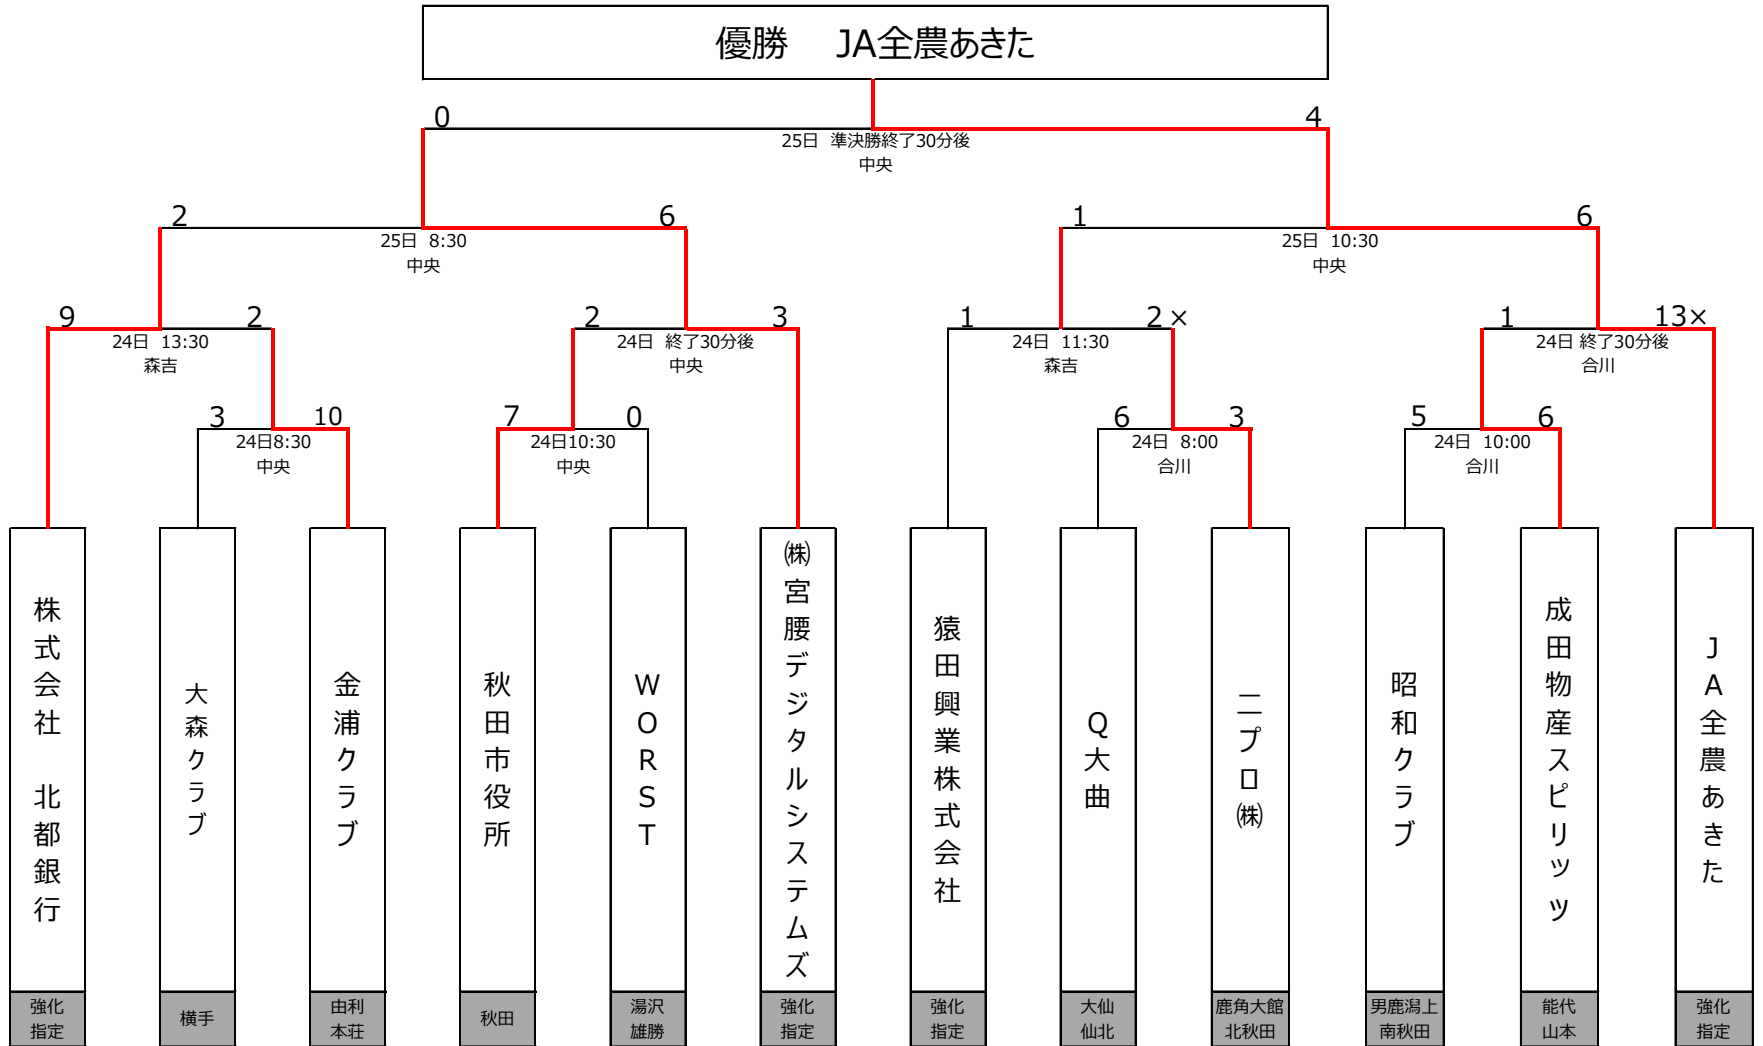 優勝　JA全農あきた
0 4
25日 準決勝終了30分後
中央
2 6 1 6
25日 8:30 25日 10:30
中央 中央
9 2 2 3 1 2× 1 13×
24日 13:30 24日 終了30分後 24日 11:30 24日 終了30分後
森吉 中央 森吉 合川
3 10 7 0 6 3 5 6
24日8:30 24日10:30 24日 8:00 24日 10:00
中央 中央 合川 合川
株式会社　北都銀行
大森クラブ
金浦クラブ
秋田市役所
WORST
㈱宮腰デジタルシステムズ
猿田興業株式会社
Q大曲
ニプロ㈱
昭和クラブ
成田物産スピリッツ
JA全農あきた
強化
指定
横手
由利
本荘
秋田
湯沢
雄勝
強化
指定
強化
指定
大仙
仙北
鹿角大館
北秋田
男鹿潟上
南秋田
能代
山本
強化
指定